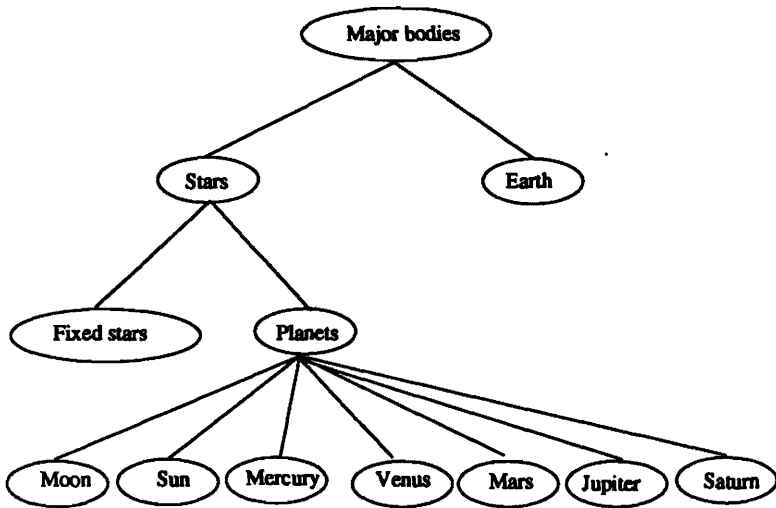 Major bodies
Stars
Earth
Fixed stars
Planets
Moon
Sun
Mercury
Venus
Mars
Jupiter
Saturn